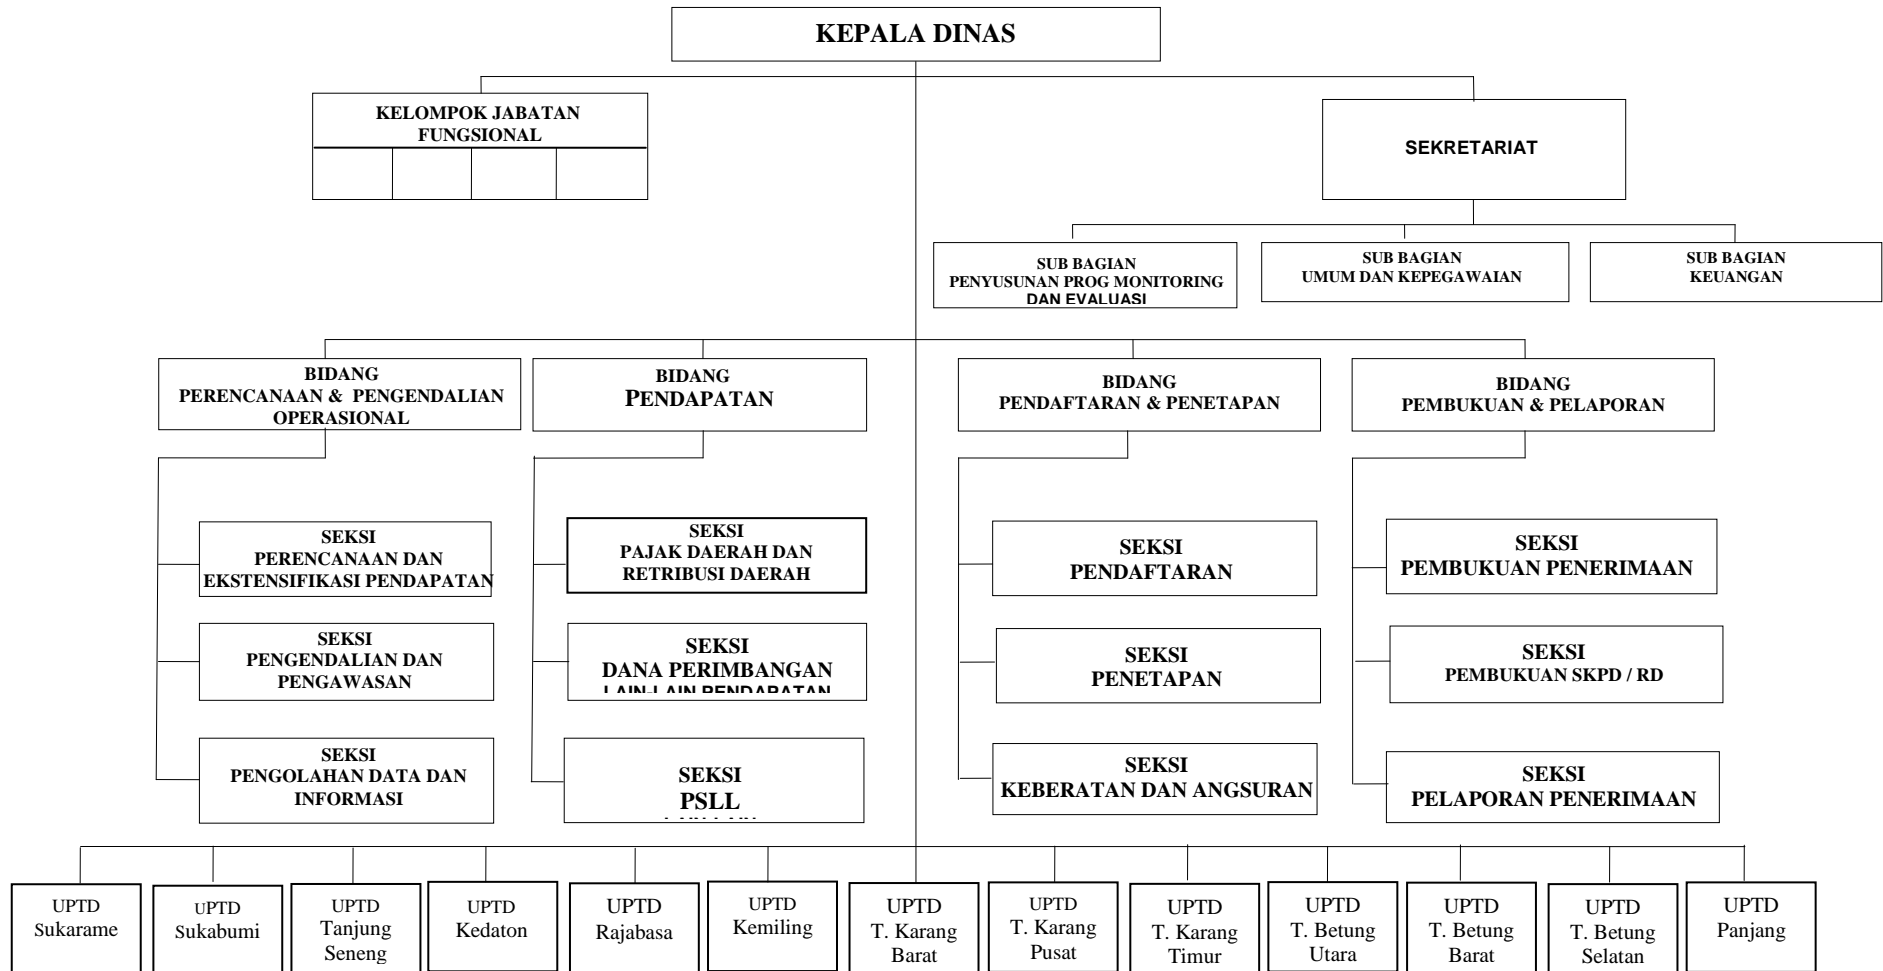 KEPALA DINAS
KELOMPOK JABATAN
FUNGSIONAL
SEKRETARIAT
SUB BAGIAN
PENYUSUNAN PROG MONITORING
DAN EVALUASI
SUB BAGIAN
UMUM DAN KEPEGAWAIAN
SUB BAGIAN
KEUANGAN
BIDANG
PERENCANAAN & PENGENDALIAN
OPERASIONAL
BIDANG
PENDAPATAN
BIDANG
PENDAFTARAN & PENETAPAN
BIDANG
PEMBUKUAN & PELAPORAN
SEKSI
PERENCANAAN DAN
EKSTENSIFIKASI PENDAPATAN
SEKSI
PAJAK DAERAH DAN
RETRIBUSI DAERAH
SEKSI
PENDAFTARAN
SEKSI
PEMBUKUAN PENERIMAAN
SEKSI
PENGENDALIAN DAN
PENGAWASAN
SEKSI
DANA PERIMBANGAN
LAIN-LAIN PENDAPATAN
SEKSI
PENETAPAN
SEKSI
PEMBUKUAN SKPD / RD
SEKSI
PENGOLAHAN DATA DAN
INFORMASI
SEKSI
PSLL
SEKSI
KEBERATAN DAN ANGSURAN
SEKSI
PELAPORAN PENERIMAAN
UPTD
Sukarame
UPTD
Sukabumi
UPTD
Tanjung
Seneng
UPTD
Kedaton
UPTD
Rajabasa
UPTD
Kemiling
UPTD
T. Karang
Barat
UPTD
T. Karang
Pusat
UPTD
T. Karang
Timur
UPTD
T. Betung
Utara
UPTD
T. Betung
Barat
UPTD
T. Betung
Selatan
UPTD
Panjang